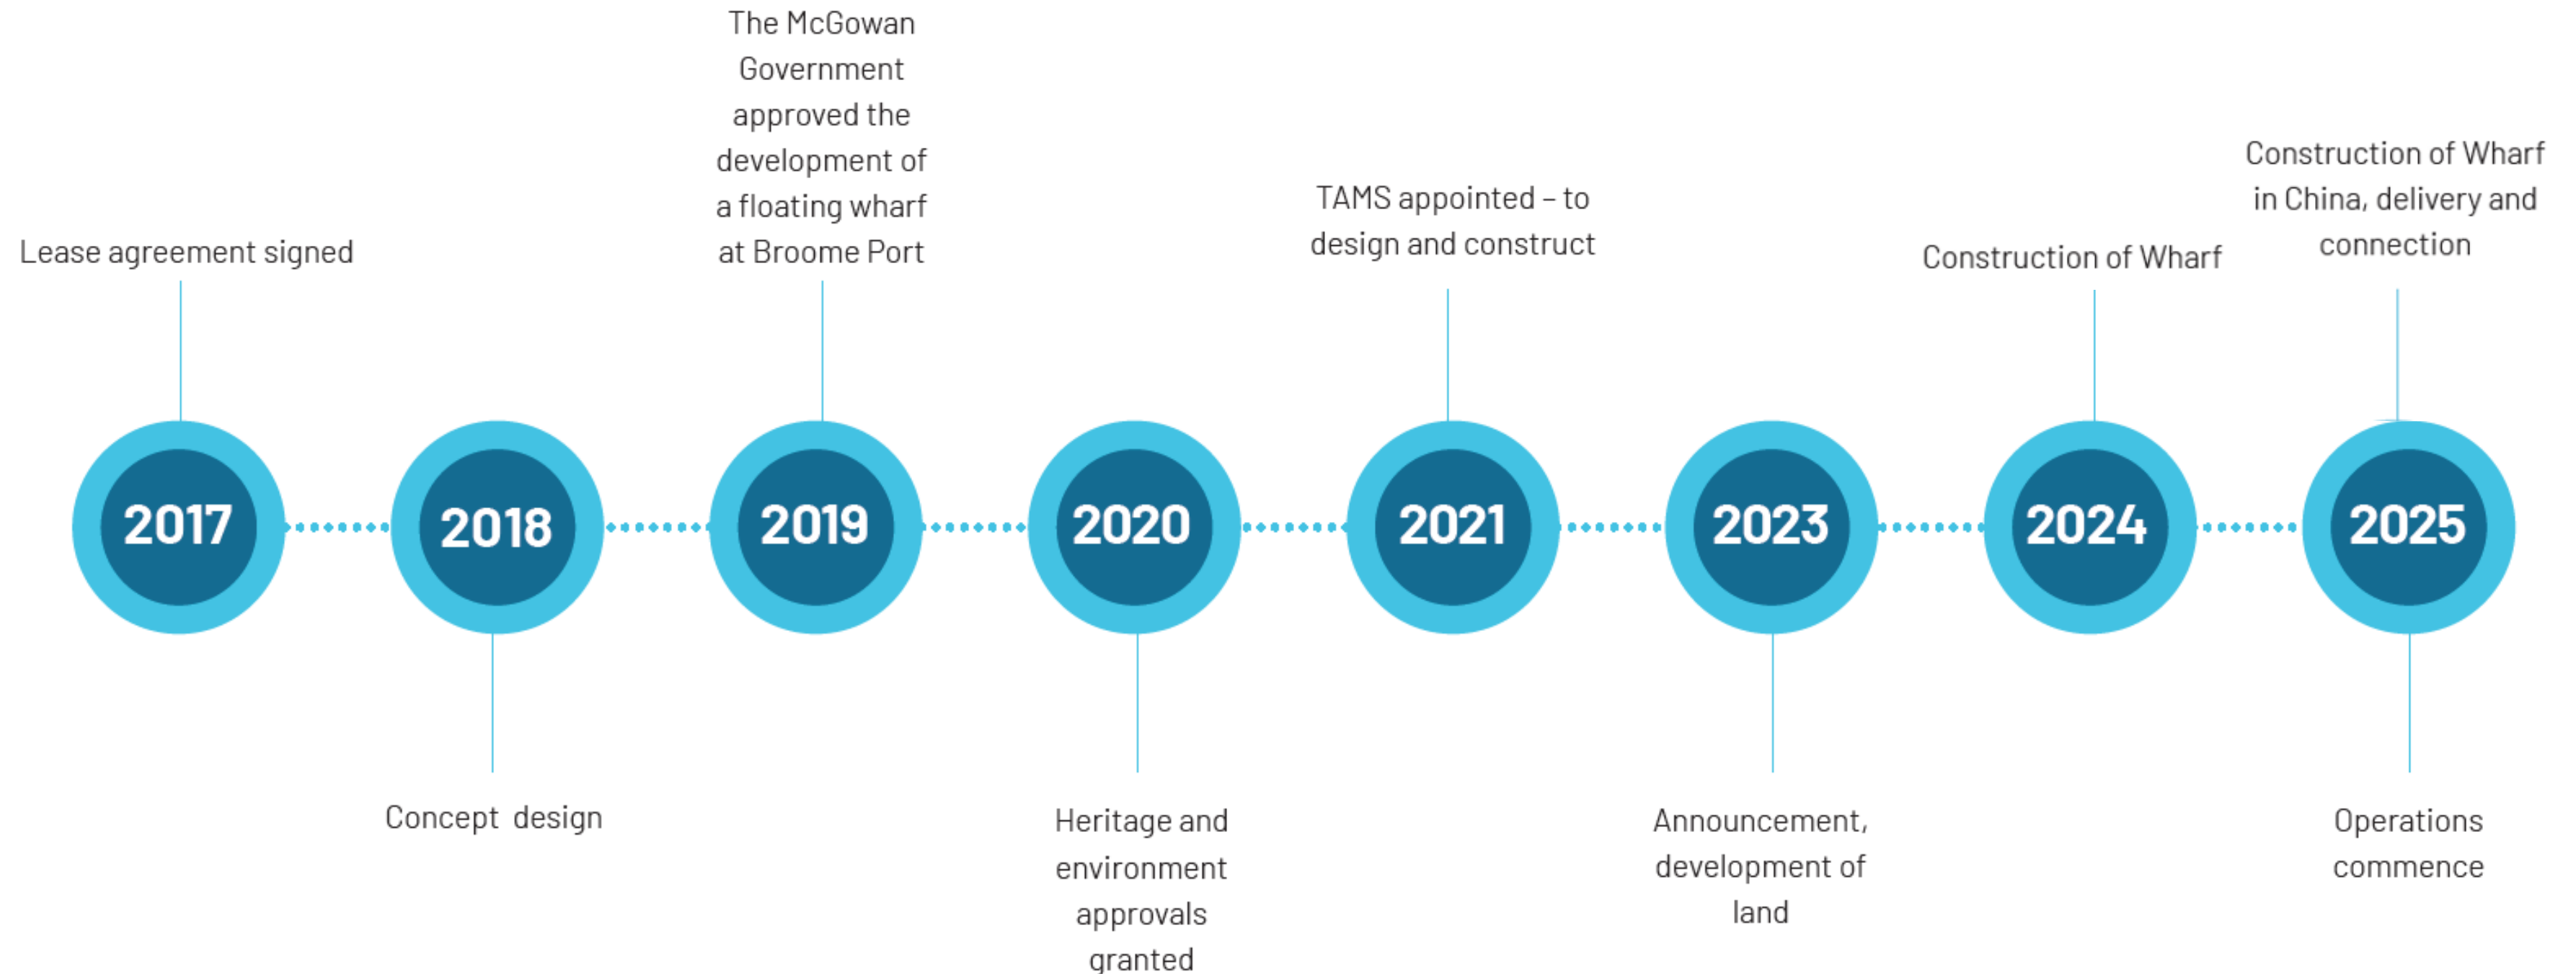 The McGowan
Government
approved the
development of
a floating wharf
at Broome Port
Lease agreement signed
TAMS appointed – to
design and construct
Construction of Wharf
Construction of Wharf
in China, delivery and
connection
2017
2018
2019
2020
2021
2023
2024
2025
Concept design
Heritage and
environment
approvals
granted
Announcement,
development of
land
Operations
commence